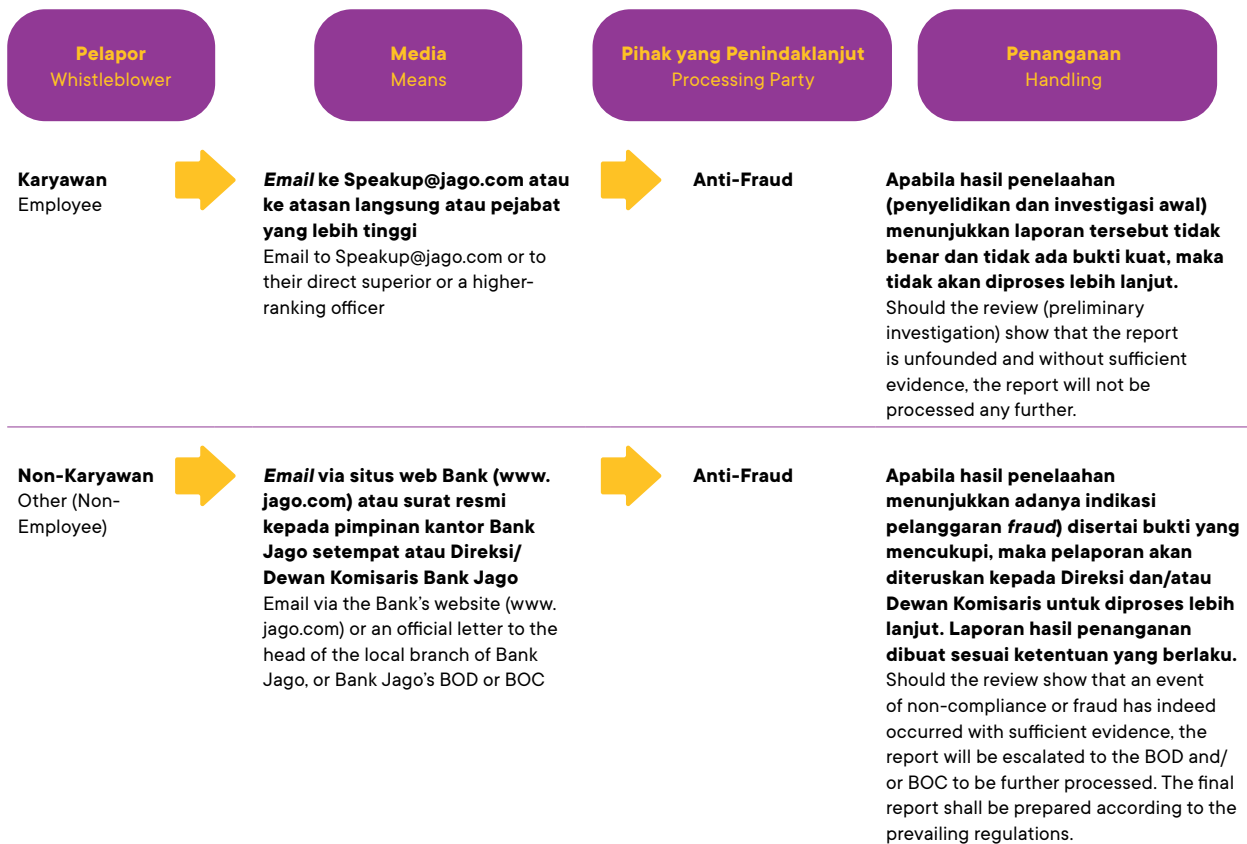 Pelapor
Whistleblower
Media
Means
Pihak yang Penindaklanjut
Processing Party
Penanganan
Handling
Karyawan
Employee
Email ke Speakup@jago.com atau
ke atasan langsung atau pejabat
yang lebih tinggi
Email to Speakup@jago.com or to
their direct superior or a higher-
ranking officer
Anti-Fraud
Apabila hasil penelaahan
(penyelidikan dan investigasi awal)
menunjukkan laporan tersebut tidak
benar dan tidak ada bukti kuat, maka
tidak akan diproses lebih lanjut.
Should the review (preliminary
investigation) show that the report
is unfounded and without sufficient
evidence, the report will not be
processed any further.
Non-Karyawan
Other (Non-
Employee)
Email via situs web Bank (www.
jago.com) atau surat resmi
kepada pimpinan kantor Bank
Jago setempat atau Direksi/
Dewan Komisaris Bank Jago
Email via the Bank's website (www.
jago.com) or an official letter to the
head of the local branch of Bank
Jago, or Bank Jago's BOD or BOC
Anti-Fraud
Apabila hasil penelaahan
menunjukkan adanya indikasi
pelanggaran fraud) disertai bukti yang
mencukupi, maka pelaporan akan
diteruskan kepada Direksi dan/atau
Dewan Komisaris untuk diproses lebih
lanjut. Laporan hasil penanganan
dibuat sesuai ketentuan yang berlaku.
Should the review show that an event
of non-compliance or fraud has indeed
occurred with sufficient evidence, the
report will be escalated to the BOD and/
or BOC to be further processed. The final
report shall be prepared according to the
prevailing regulations.